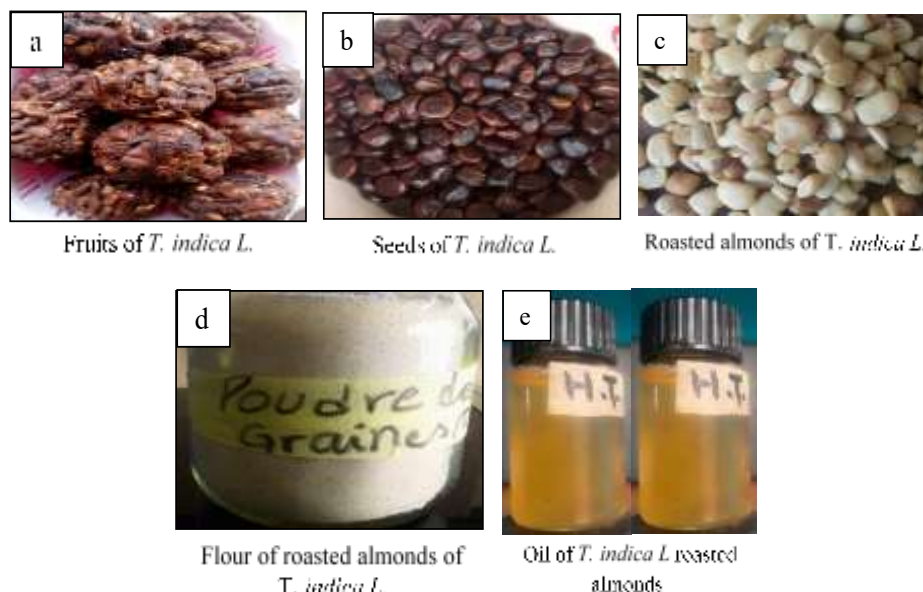 a
b
c
Fruits of T. indica L.
Seeds of T. indica L.
Roasted almonds of T. indica L.
d
e
Poudre de
Graines
H.T.
H.T.
Flour of roasted almonds of
T. indica L
Oil of T. indica L roasted
almonds